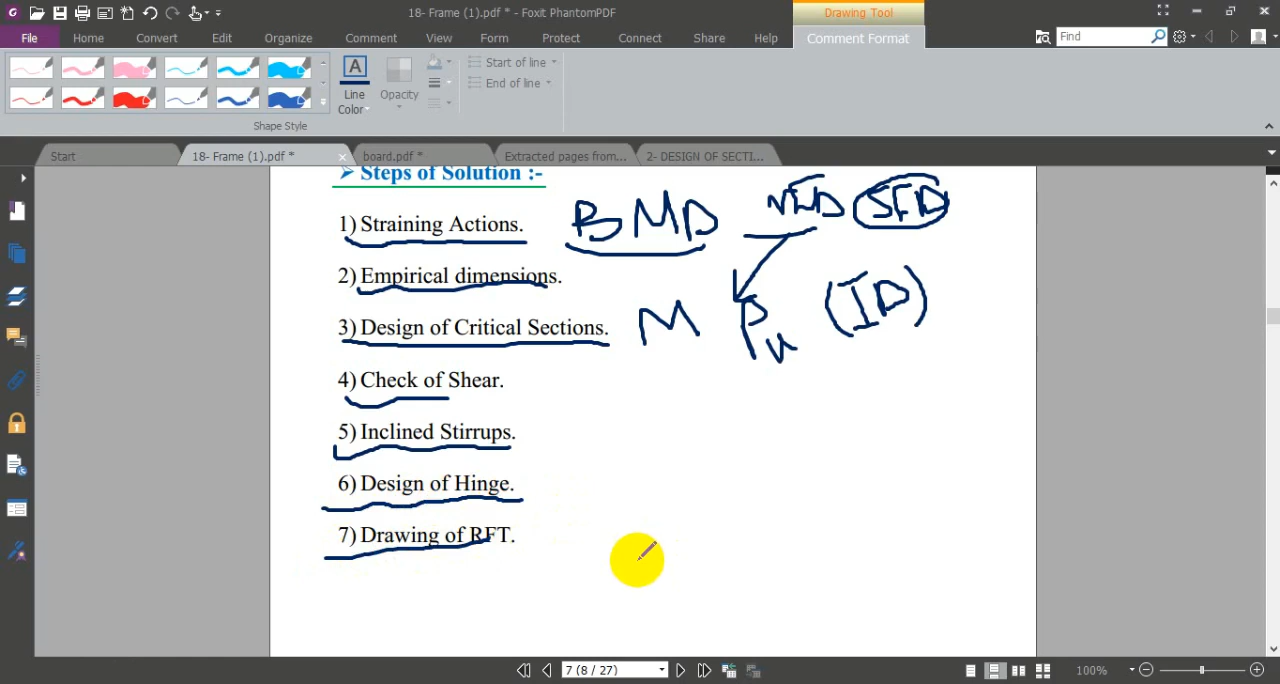 18- Frame (1).pdf * - Foxit PhantomPDF
Drawing Tool
File Home Convert Edit Organize Comment View Form Protect Connect Share Help Comment Format
Find
Line Color
Opacity
Start of line
End of line
Shape Style
Start
18- Frame (1).pdf *
board.pdf *
Extracted pages from...
2- DESIGN OF SECTI...
Steps of Solution :-
1) Straining Actions. BMD NFD SFD
2) Empirical dimensions.
3) Design of Critical Sections. M Pu (ID)
4) Check of Shear.
5) Inclined Stirrups.
6) Design of Hinge.
7) Drawing of RFT.
7 (8 / 27)
100%